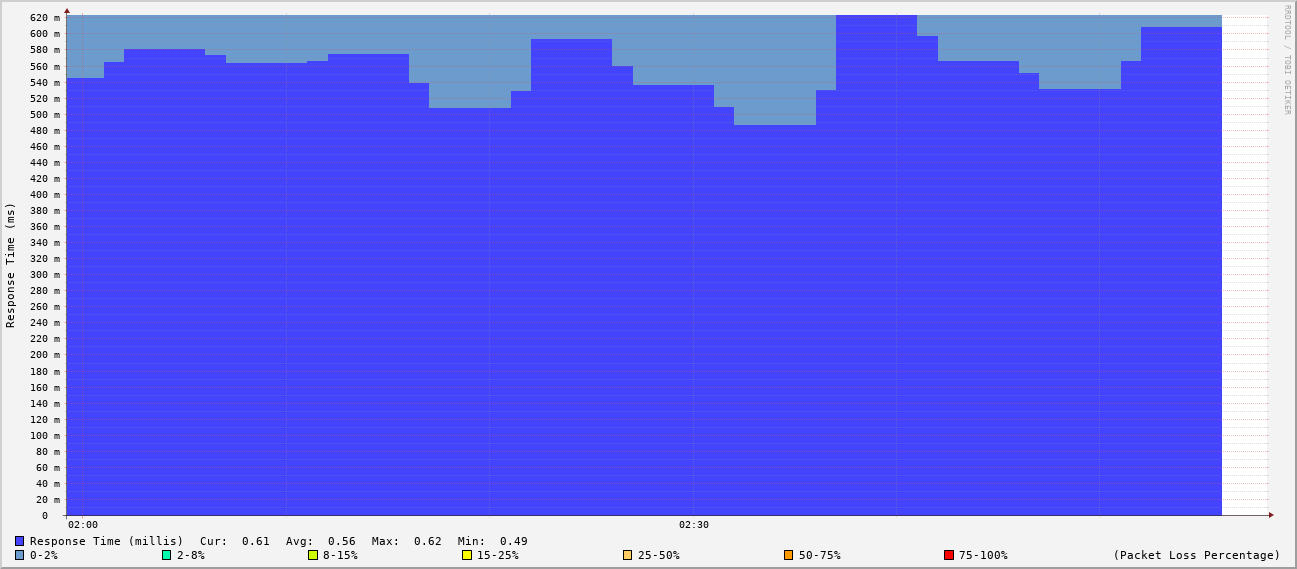 RRDTOOL / TOBI OETIKER
Response Time (ms)
620 m
600 m
580 m
560 m
540 m
520 m
500 m
480 m
460 m
440 m
420 m
400 m
380 m
360 m
340 m
320 m
300 m
280 m
260 m
240 m
220 m
200 m
180 m
160 m
140 m
120 m
100 m
80 m
60 m
40 m
20 m
0
02:00 02:30
Response Time (millis) Cur: 0.61 Avg: 0.56 Max: 0.62 Min: 0.49
0-2% 2-8% 8-15% 15-25% 25-50% 50-75% 75-100% (Packet Loss Percentage)